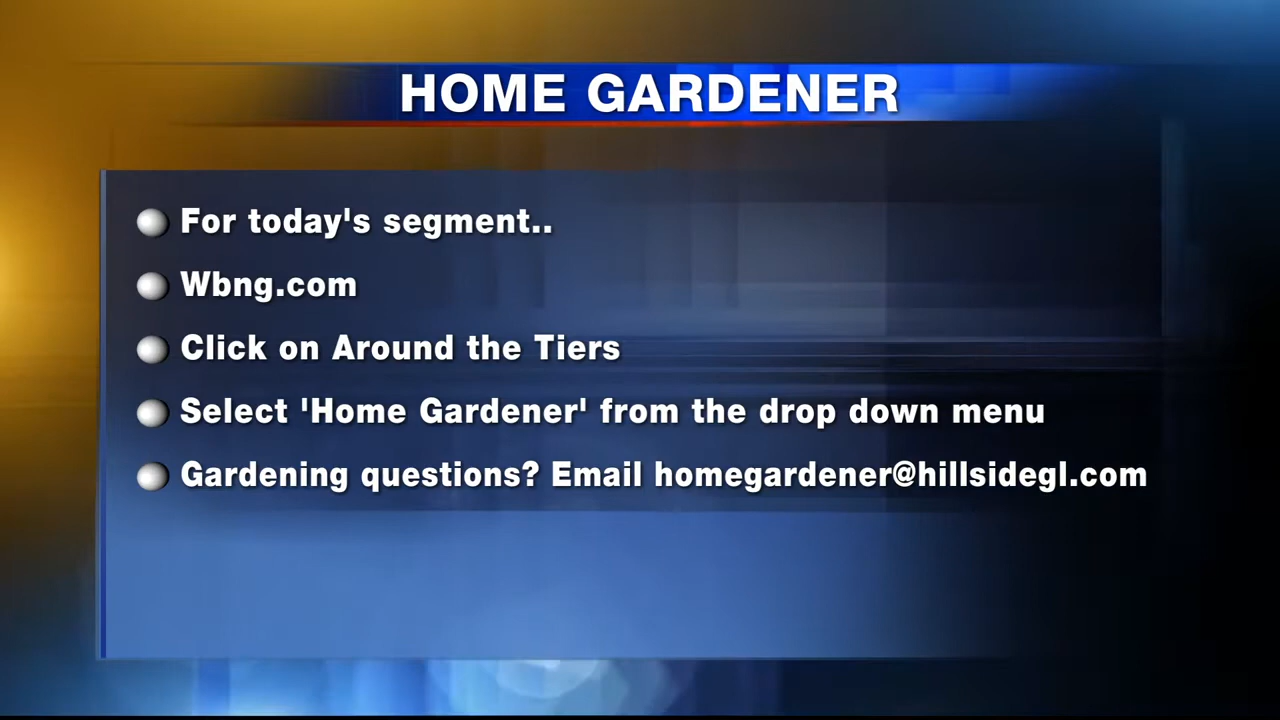 HOME GARDENER
For today's segment..
Wbng.com
Click on Around the Tiers
Select 'Home Gardener' from the drop down menu
Gardening questions? Email homegardener@hillsidegl.com